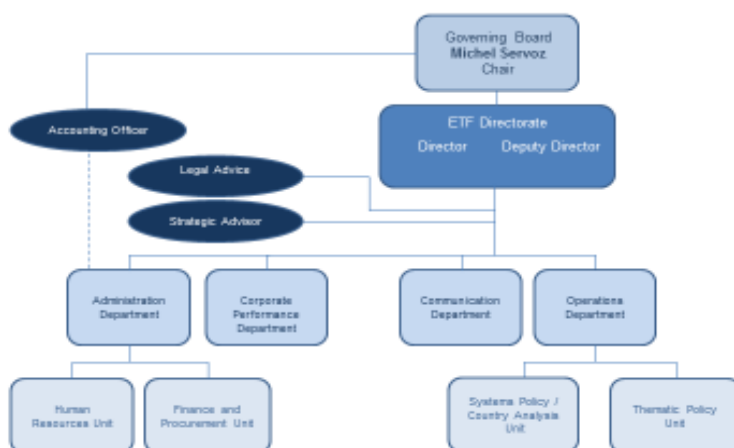 Governing Board
Michel Servoz
Chair
Accounting Officer
ETF Directorate
Director Deputy Director
Legal Advice
Strategic Advisor
Administration
Department
Corporate
Performance
Department
Communication
Department
Operations
Department
Human
Resources Unit
Finance and
Procurement Unit
Systems Policy /
Country Analysis
Unit
Thematic Policy
Unit